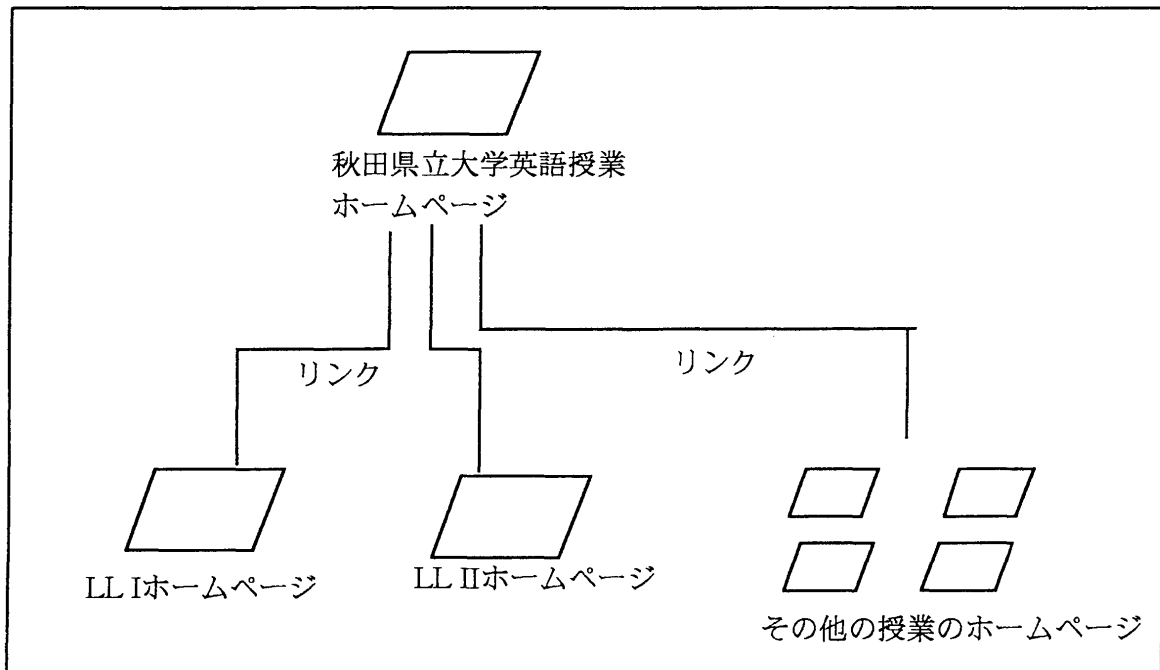 秋田県立大学英語授業
ホームページ
リンク
リンク
LL Iホームページ
LL IIホームページ
その他の授業のホームページ